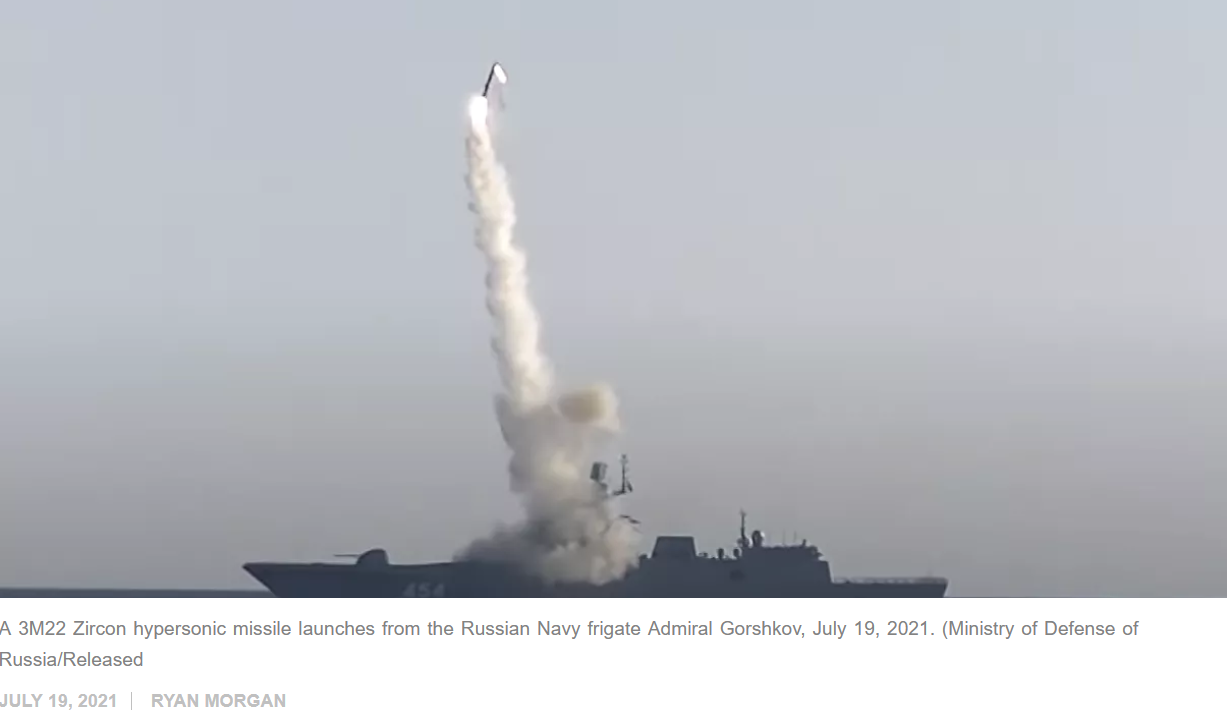 454
A 3M22 Zircon hypersonic missile launches from the Russian Navy frigate Admiral Gorshkov, July 19, 2021. (Ministry of Defense of
Russia/Released
JULY 19, 2021 | RYAN MORGAN